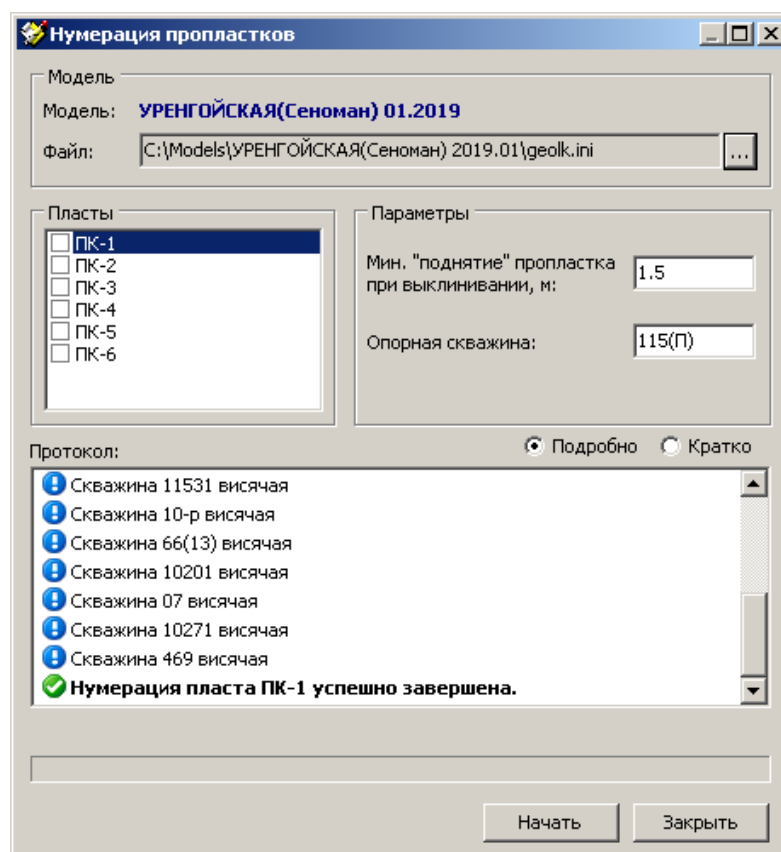 Нумерация пропластков
Модель
Модель: УРЕНГОЙСКАЯ(Сеноман) 01.2019
Файл: C:\Models\УРЕНГОЙСКАЯ(Сеноман) 2019.01\geolk.ini ...
Пласты
ПК-1
ПК-2
ПК-3
ПК-4
ПК-5
ПК-6
Параметры
Мин. "поднятие" пропластка
при выклинивании, м: 1.5
Опорная скважина: 115(П)
Протокол: Подробно Кратко
Скважина 11531 висячая
Скважина 10-р висячая
Скважина 66(13) висячая
Скважина 10201 висячая
Скважина 07 висячая
Скважина 10271 висячая
Скважина 469 висячая
Нумерация пласта ПК-1 успешно завершена.
Начать Закрыть